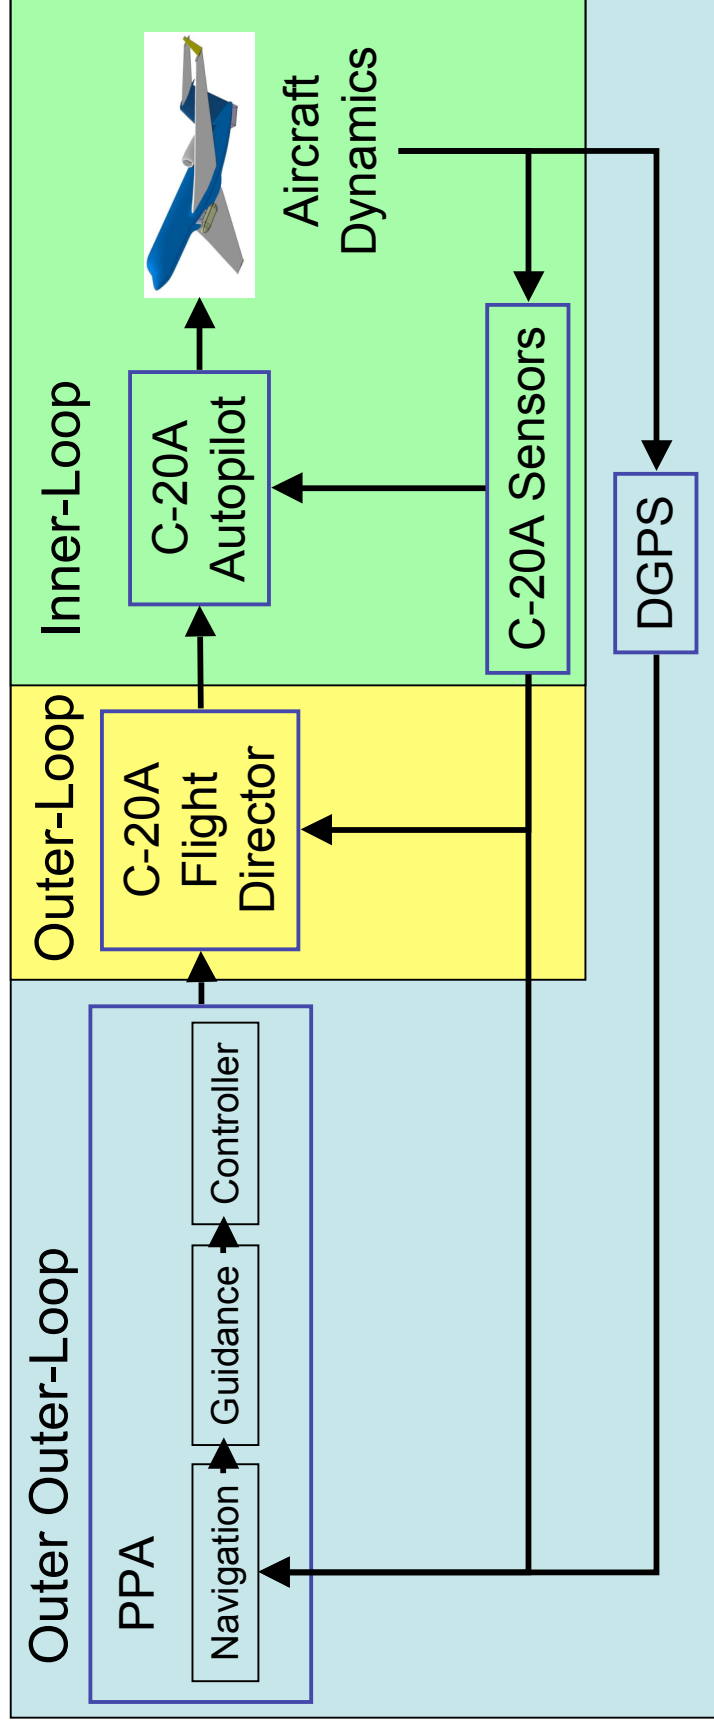 Outer Outer-Loop
Outer-Loop
Inner-Loop
PPA
Navigation
Guidance
Controller
C-20A
Flight
Director
C-20A
Autopilot
Aircraft
Dynamics
C-20A Sensors
DGPS